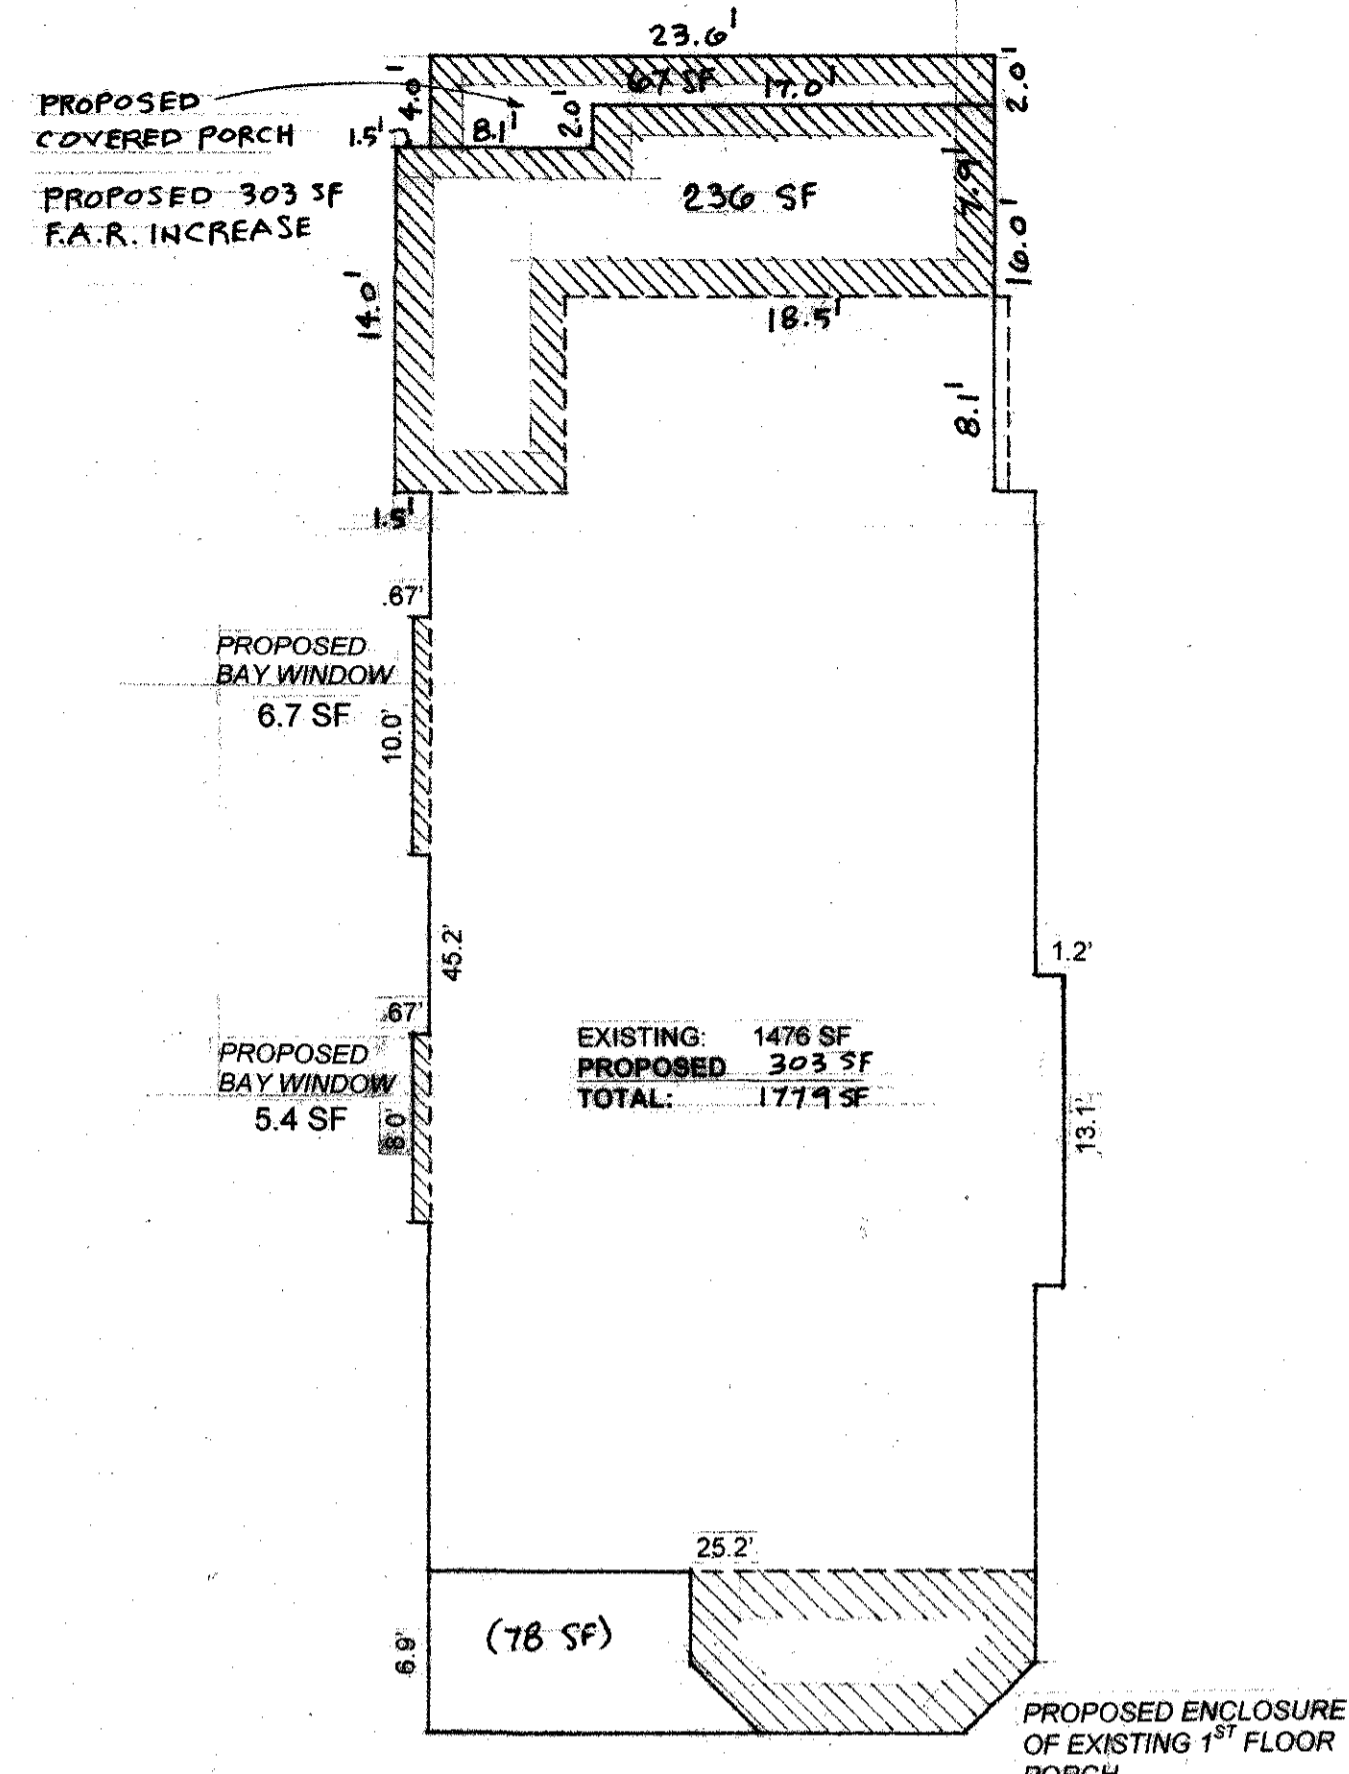 23.6'
67 SF
17.0'
2.0'
4.0'
PROPOSED
COVERED PORCH
1.5'
8.1'
2.0'
PROPOSED 303 SF
F.A.R. INCREASE
236 SF
7.9'
16.0'
14.0'
18.5'
8.1'
1.5'
.67'
PROPOSED
BAY WINDOW
6.7 SF
10.0'
45.2'
1.2'
.67'
PROPOSED
BAY WINDOW
5.4 SF
8.0'
EXISTING: 1476 SF
PROPOSED 303 SF
TOTAL: 1779 SF
13.1'
25.2'
(78 SF)
6.9'
PROPOSED ENCLOSURE
OF EXISTING 1ST FLOOR
PORCH